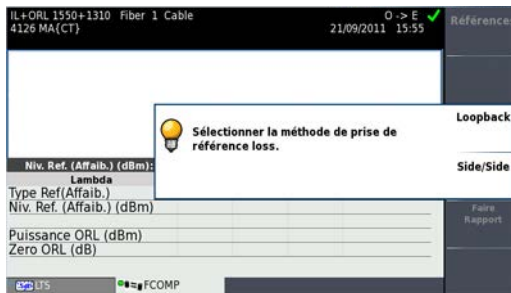 IL+ORL 1550+1310 Fiber 1 Cable
O -> E
4126 MA{CT}
21/09/2011 15:55
Références
Sélectionner la méthode de prise de
référence loss.
Loopback
Side/Side
Niv. Ref. (Affaib.) (dBm):
Lambda
Type Ref(Affaib.)
Niv. Ref. (Affaib.) (dBm)
Puissance ORL (dBm)
Zero ORL (dB)
Faire
Rapport
LTS
FCOMP